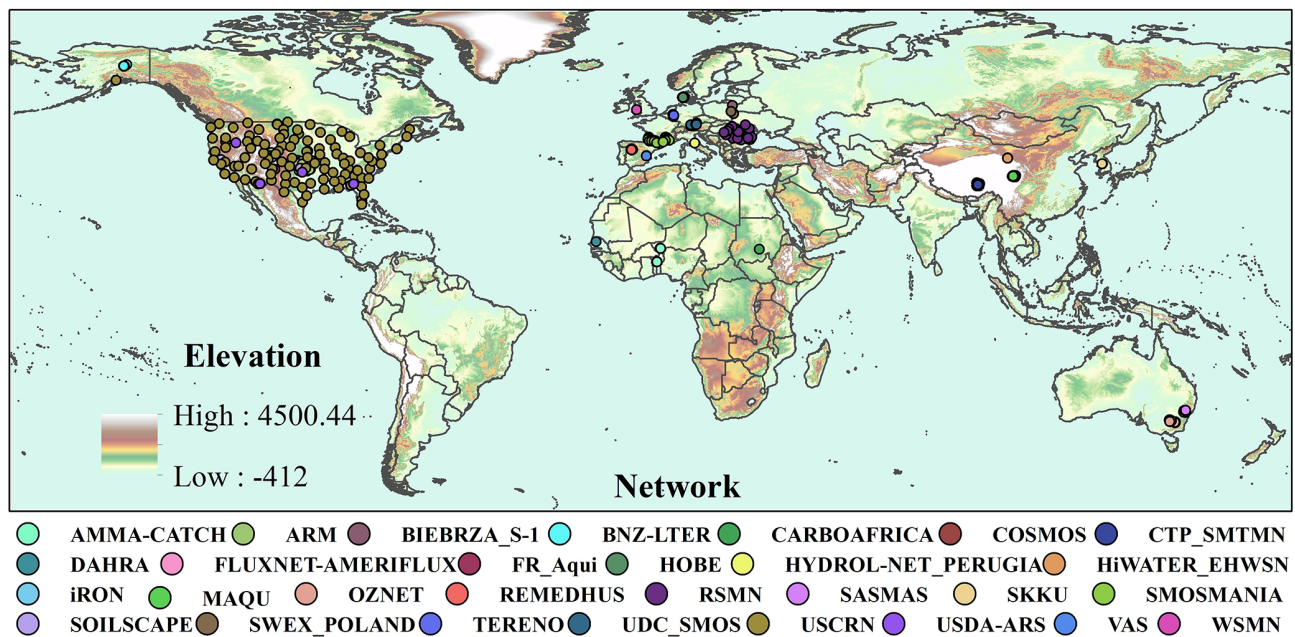 Elevation
High : 4500.44
Low : -412
Network
AMMA-CATCH ARM BIEBRZA_S-1 BNZ-LTER CARBOAFRICA COSMOS CTP_SMTMN
DAHRA FLUXNET-AMERIFLUX FR_Aqui HOBE HYDROL-NET_PERUGIA HiWATER_EHWSN
iRON MAQU OZNET REMEDHUS RSMN SASMAS SKKU SMOSMANIA
SOILSCAPE SWEX_POLAND TERENO UDC_SMOS USCRN USDA-ARS VAS WSMN